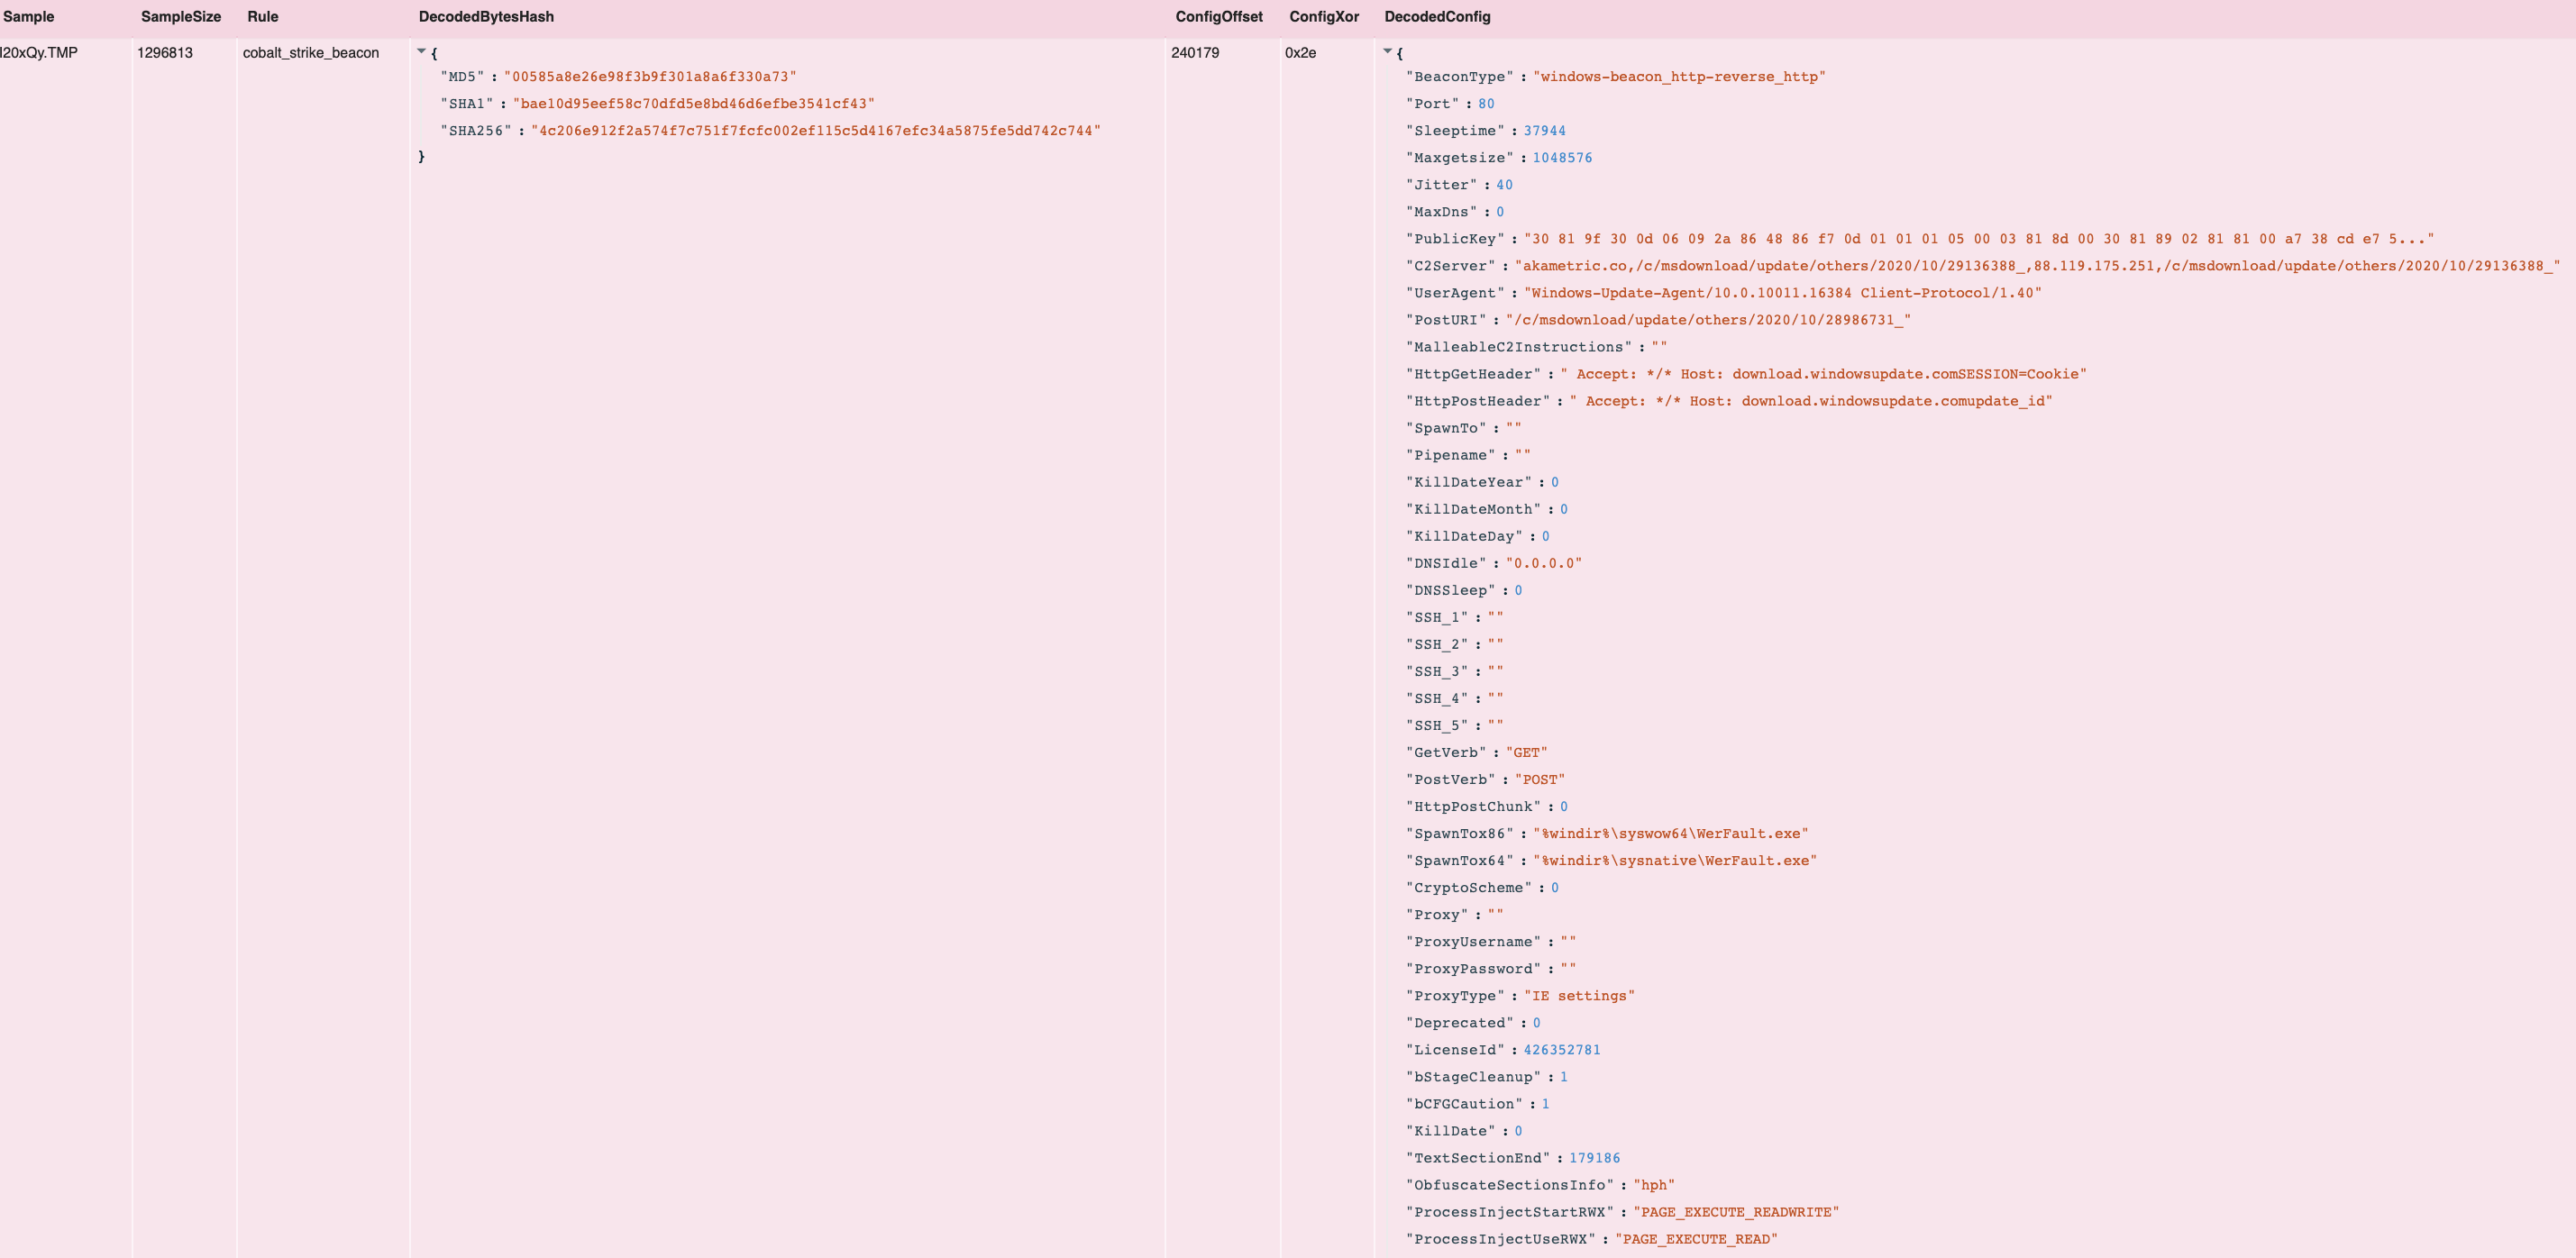 Sample SampleSize Rule DecodedBytesHash ConfigOffset ConfigXor DecodedConfig
I20xQy.TMP 1296813 cobalt_strike_beacon { 240179 0x2e {
"MD5" : "00585a8e26e98f3b9f301a8a6f330a73"
"SHA1" : "bae10d95eef58c70dfd5e8bd46d6efbe3541cf43"
"SHA256" : "4c206e912f2a574f7c751f7fcfc002ef115c5d4167efc34a5875fe5dd742c744"
}
"BeaconType" : "windows-beacon_http-reverse_http"
"Port" : 80
"Sleeptime" : 37944
"Maxgetsize" : 1048576
"Jitter" : 40
"MaxDns" : 0
"PublicKey" : "30 81 9f 30 0d 06 09 2a 86 48 86 f7 0d 01 01 01 05 00 03 81 8d 00 30 81 89 02 81 81 00 a7 38 cd e7 5..."
"C2Server" : "akametric.co,/c/msdownload/update/others/2020/10/29136388_,88.119.175.251,/c/msdownload/update/others/2020/10/29136388_"
"UserAgent" : "Windows-Update-Agent/10.0.10011.16384 Client-Protocol/1.40"
"PostURI" : "/c/msdownload/update/others/2020/10/28986731_"
"MalleableC2Instructions" : ""
"HttpGetHeader" : " Accept: */* Host: download.windowsupdate.comSESSION=Cookie"
"HttpPostHeader" : " Accept: */* Host: download.windowsupdate.comupdate_id"
"SpawnTo" : ""
"Pipename" : ""
"KillDateYear" : 0
"KillDateMonth" : 0
"KillDateDay" : 0
"DNSIdle" : "0.0.0.0"
"DNSSleep" : 0
"SSH_1" : ""
"SSH_2" : ""
"SSH_3" : ""
"SSH_4" : ""
"SSH_5" : ""
"GetVerb" : "GET"
"PostVerb" : "POST"
"HttpPostChunk" : 0
"SpawnTox86" : "%windir%\syswow64\WerFault.exe"
"SpawnTox64" : "%windir%\sysnative\WerFault.exe"
"CryptoScheme" : 0
"Proxy" : ""
"ProxyUsername" : ""
"ProxyPassword" : ""
"ProxyType" : "IE settings"
"Deprecated" : 0
"LicenseId" : 426352781
"bStageCleanup" : 1
"bCFGCaution" : 1
"KillDate" : 0
"TextSectionEnd" : 179186
"ObfuscateSectionsInfo" : "hph"
"ProcessInjectStartRWX" : "PAGE_EXECUTE_READWRITE"
"ProcessInjectUseRWX" : "PAGE_EXECUTE_READ"